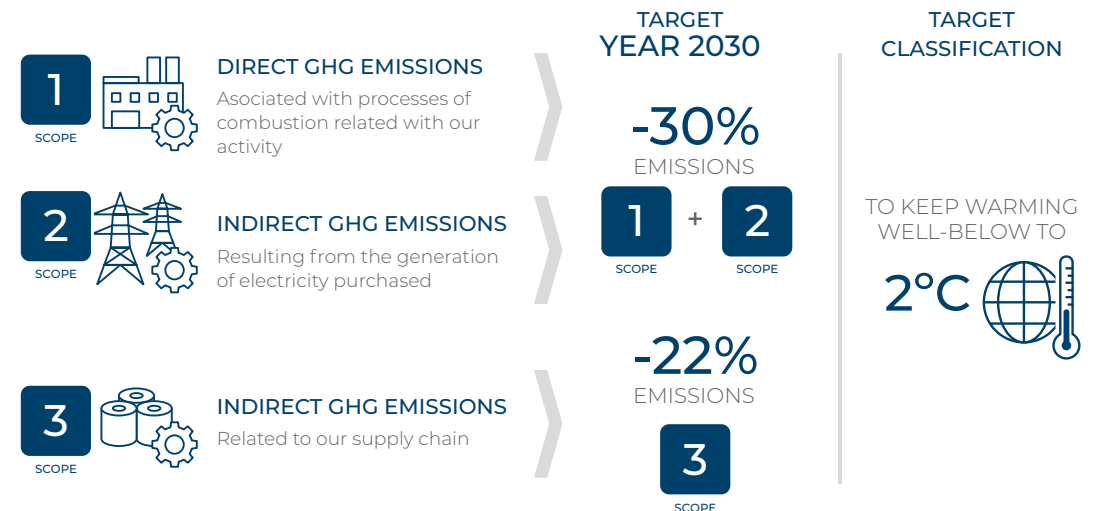 TARGET
YEAR 2030
TARGET
CLASSIFICATION
1
SCOPE
DIRECT GHG EMISSIONS
Asociated with processes of
combustion related with our
activity
2
SCOPE
INDIRECT GHG EMISSIONS
Resulting from the generation
of electricity purchased
3
SCOPE
INDIRECT GHG EMISSIONS
Related to our supply chain
-30%
EMISSIONS
1 + 2
SCOPE SCOPE
-22%
EMISSIONS
3
SCOPE
TO KEEP WARMING
WELL-BELOW TO
2°C